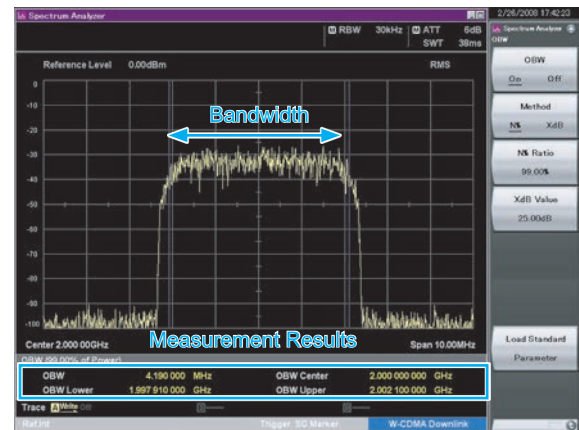 Spectrum Analyzer
2/26/2008 17:42:23
RBW 30kHz ATT 6dB
SWT 38ms
Spectrum Analyzer
OBW
Reference Level 0.00dBm RMS
OBW
On Off
0
-10
Method
N% XdB
Bandwidth
-20
-30
N% Ratio
99.00%
-40
-50
XdB Value
25.00dB
-60
-70
-80
-90
-100
Center 2.000 00GHz Measurement Results Span 10.00MHz
Load Standard
Parameter
OBW (99.00% of Power)
OBW 4.190 000 MHz OBW Center 2.000 000 000 GHz
OBW Lower 1.997 910 000 GHz OBW Upper 2.002 100 000 GHz
Trace A Write Off
Ref.Int Trigger SG Marker W-CDMA Downlink